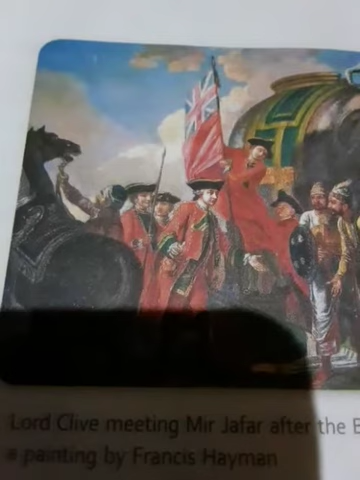 Lord Clive meeting Mir Jafar after the
a painting by Francis Hayman